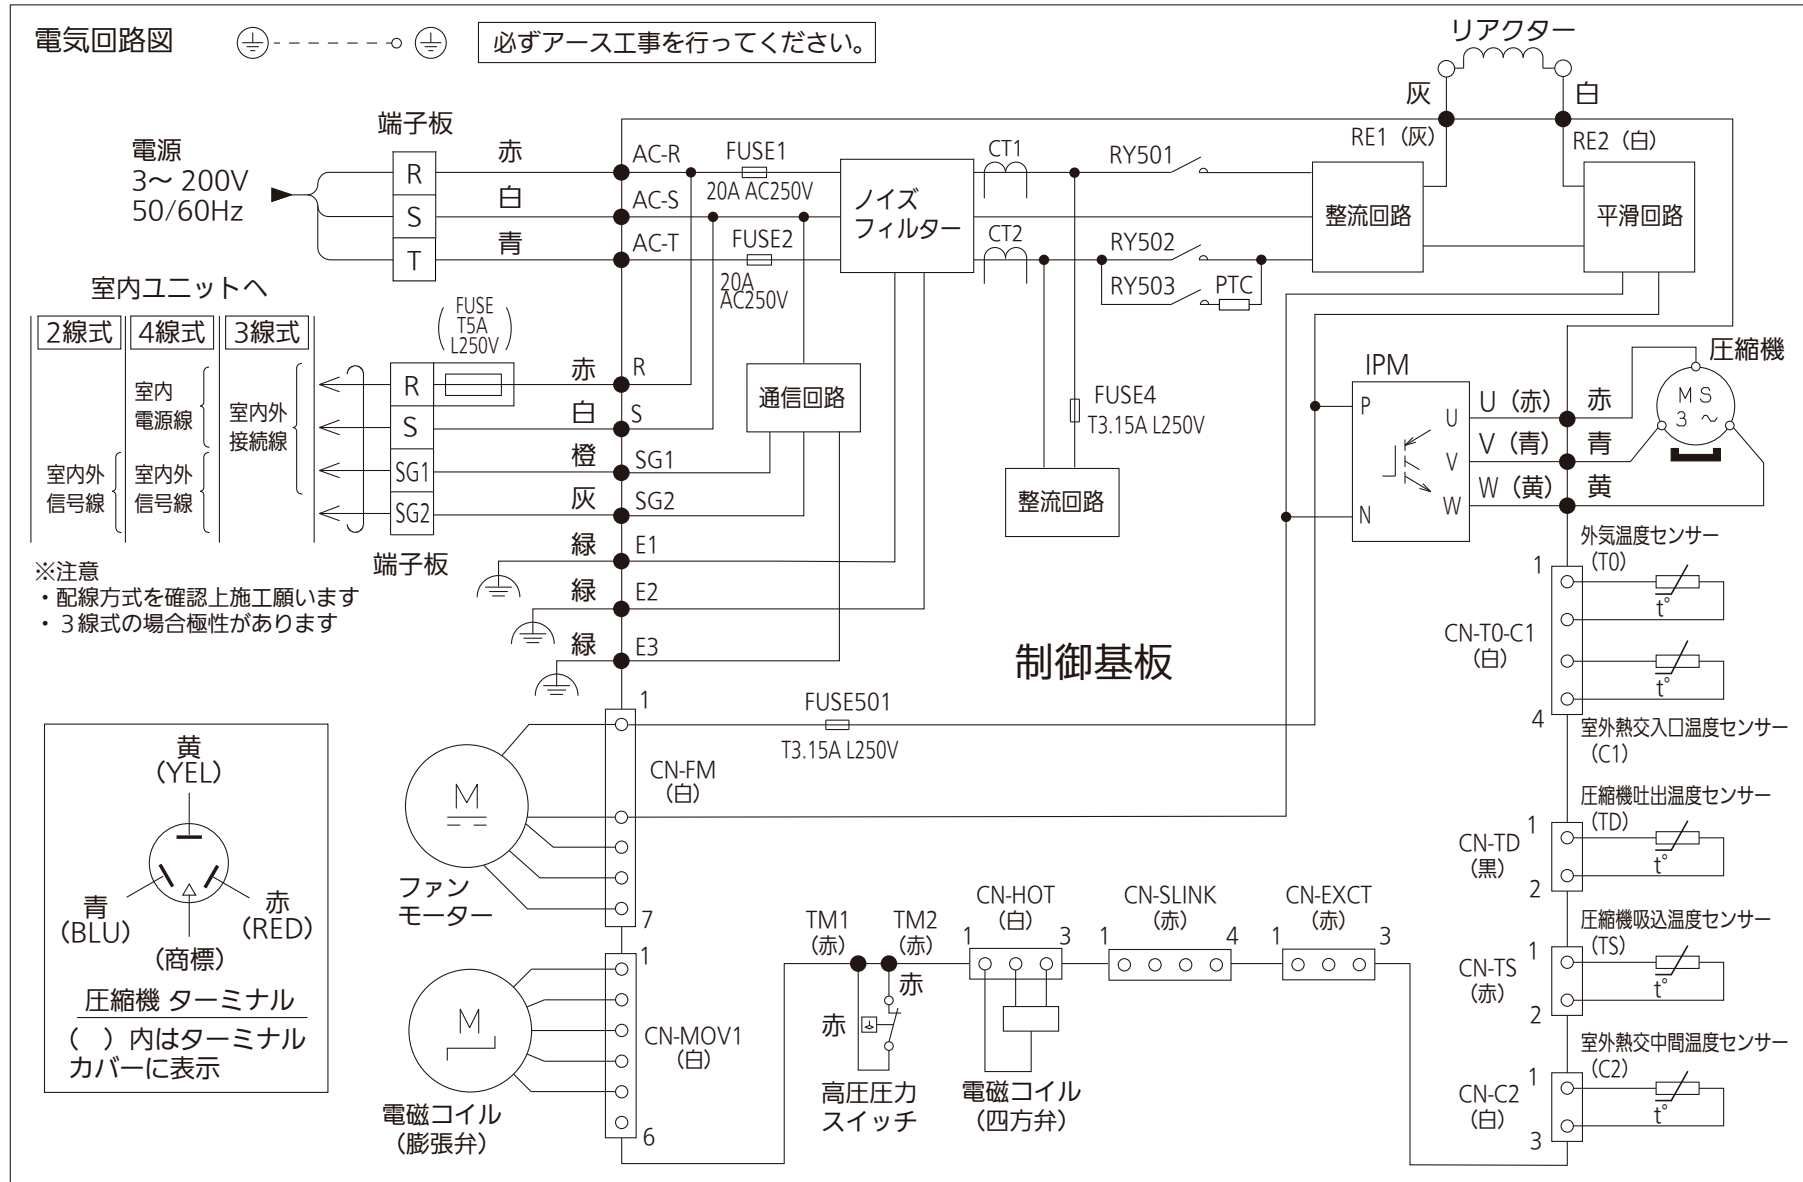 電気回路図
必ずアース工事を行ってください。
リアクター
灰
白
端子板
電源
3～ 200V
50/60Hz
R
S
T
赤
白
青
AC-R
AC-S
AC-T
FUSE1
20A AC250V
FUSE2
20A
AC250V
ノイズ
フィルター
CT1
CT2
RY501
RY502
RY503
PTC
RE1（灰）
RE2（白）
整流回路
平滑回路
室内ユニットへ
2線式
4線式
3線式
室内
電源線
室内外
接続線
室内外
信号線
室内外
信号線
FUSE
T5A
L250V
R
S
SG1
SG2
端子板
赤
白
橙
灰
緑
緑
緑
R
S
SG1
SG2
E1
E2
E3
通信回路
FUSE4
T3.15A L250V
整流回路
IPM
P
N
U
V
W
U（赤）
V（青）
W（黄）
赤
青
黄
圧縮機
MS
3～
※注意
・配線方式を確認上施工願います
・３線式の場合極性があります
制御基板
外気温度センサー
（T0）
1
t°
CN-T0-C1
（白）
t°
4
室外熱交入口温度センサー
（C1）
圧縮機吐出温度センサー
（TD）
1
CN-TD
（黒）
t°
2
圧縮機吸込温度センサー
（TS）
1
CN-TS
（赤）
t°
2
室外熱交中間温度センサー
（C2）
1
CN-C2
（白）
t°
3
黄
（YEL）
青
（BLU）
赤
（RED）
（商標）
圧縮機 ターミナル
（　）内はターミナル
カバーに表示
1
FUSE501
T3.15A L250V
CN-FM
（白）
M
ファン
モーター
7
1
M
CN-MOV1
（白）
6
電磁コイル
（膨張弁）
TM1
（赤）
TM2
（赤）
赤
赤
高圧圧力
スイッチ
CN-HOT
（白）
1
3
電磁コイル
（四方弁）
CN-SLINK
（赤）
1
4
CN-EXCT
（赤）
1
3